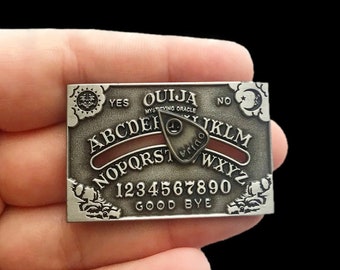 OUIJA
YES NO
MYSTIFYING ORACLE
ABCDEF KLM
NOPQRST WXYZ
1234567890
GOOD BYE